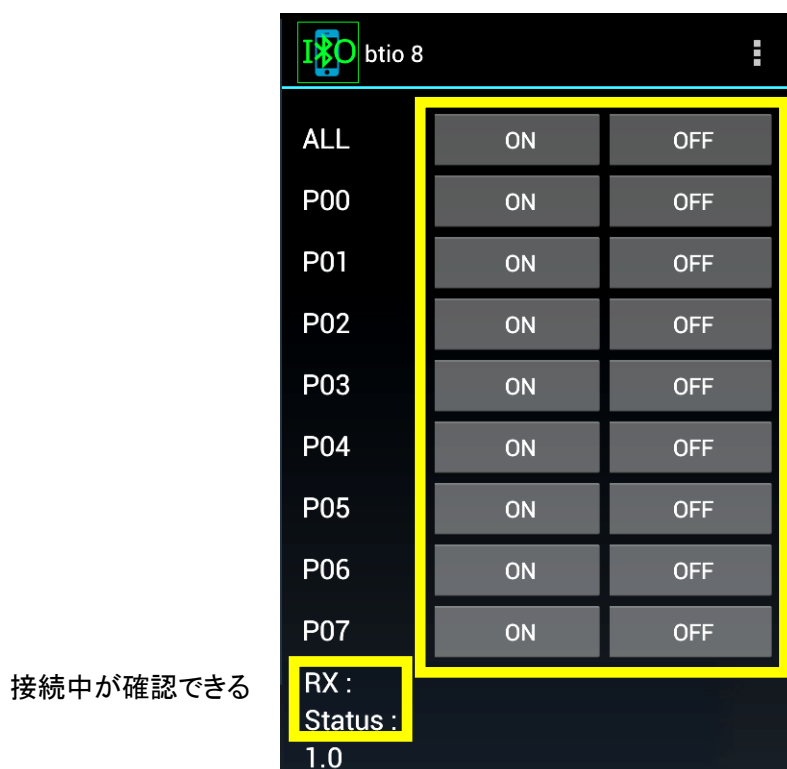 IO btio 8
ALL ON OFF
P00 ON OFF
P01 ON OFF
P02 ON OFF
P03 ON OFF
P04 ON OFF
P05 ON OFF
P06 ON OFF
P07 ON OFF
接続中が確認できる
RX :
Status :
1.0